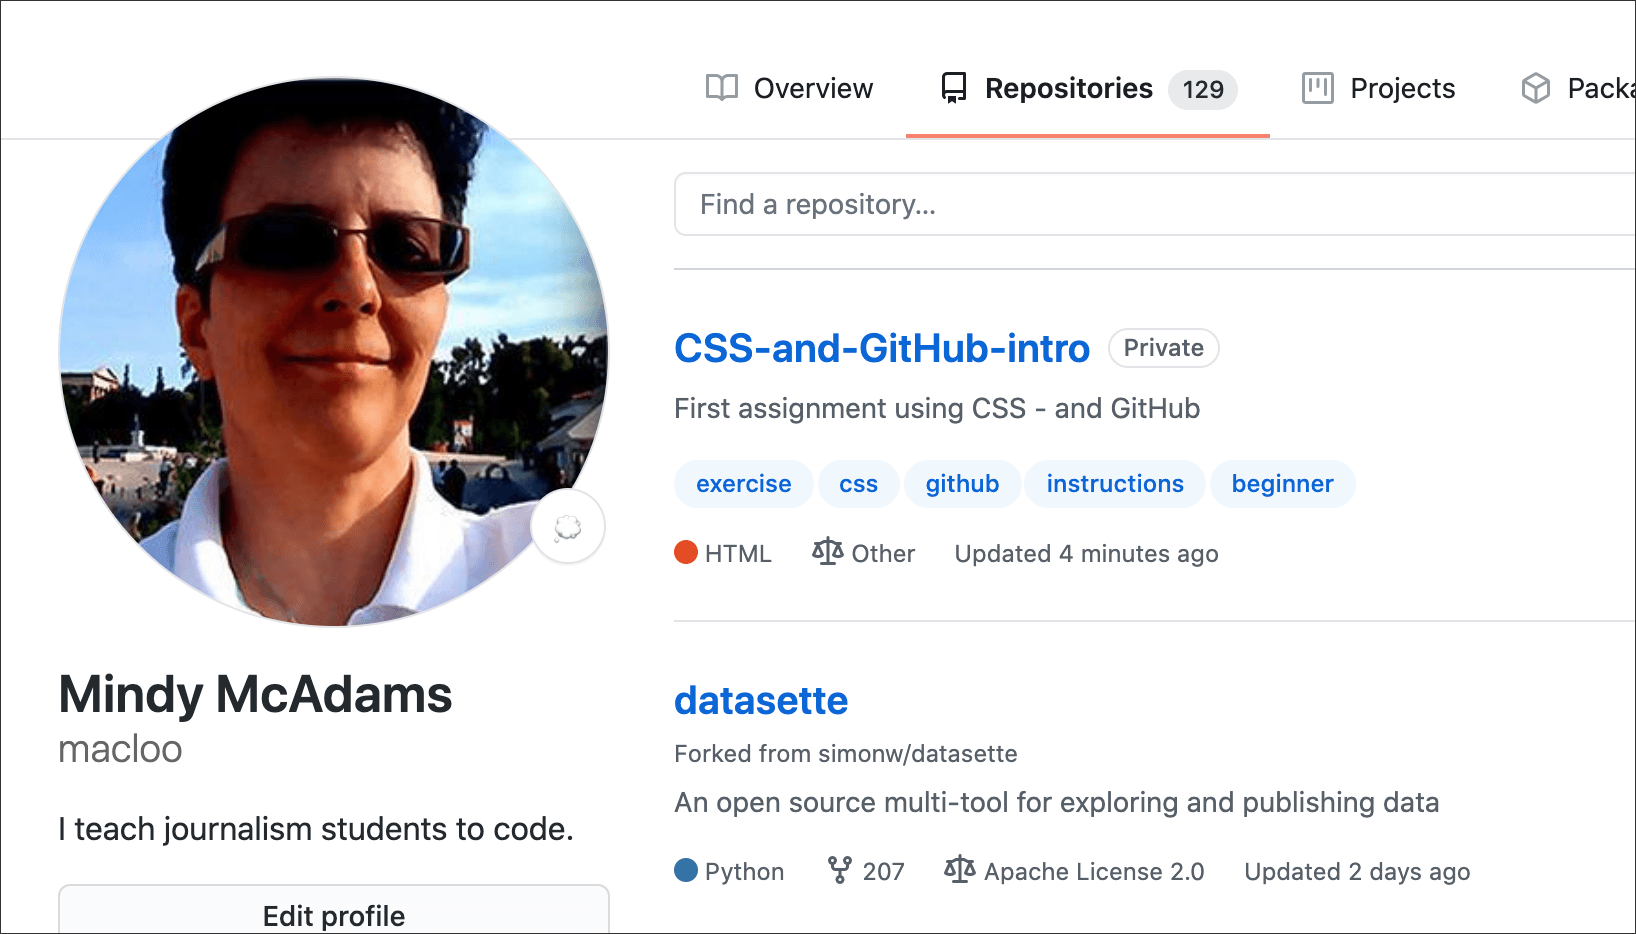 Overview Repositories 129 Projects
Find a repository...
Mindy McAdams
macloo
I teach journalism students to code.
Edit profile
CSS-and-GitHub-intro Private
First assignment using CSS - and GitHub
exercise css github instructions beginner
HTML Other Updated 4 minutes ago
datasette
Forked from simonw/datasette
An open source multi-tool for exploring and publishing data
Python 207 Apache License 2.0 Updated 2 days ago